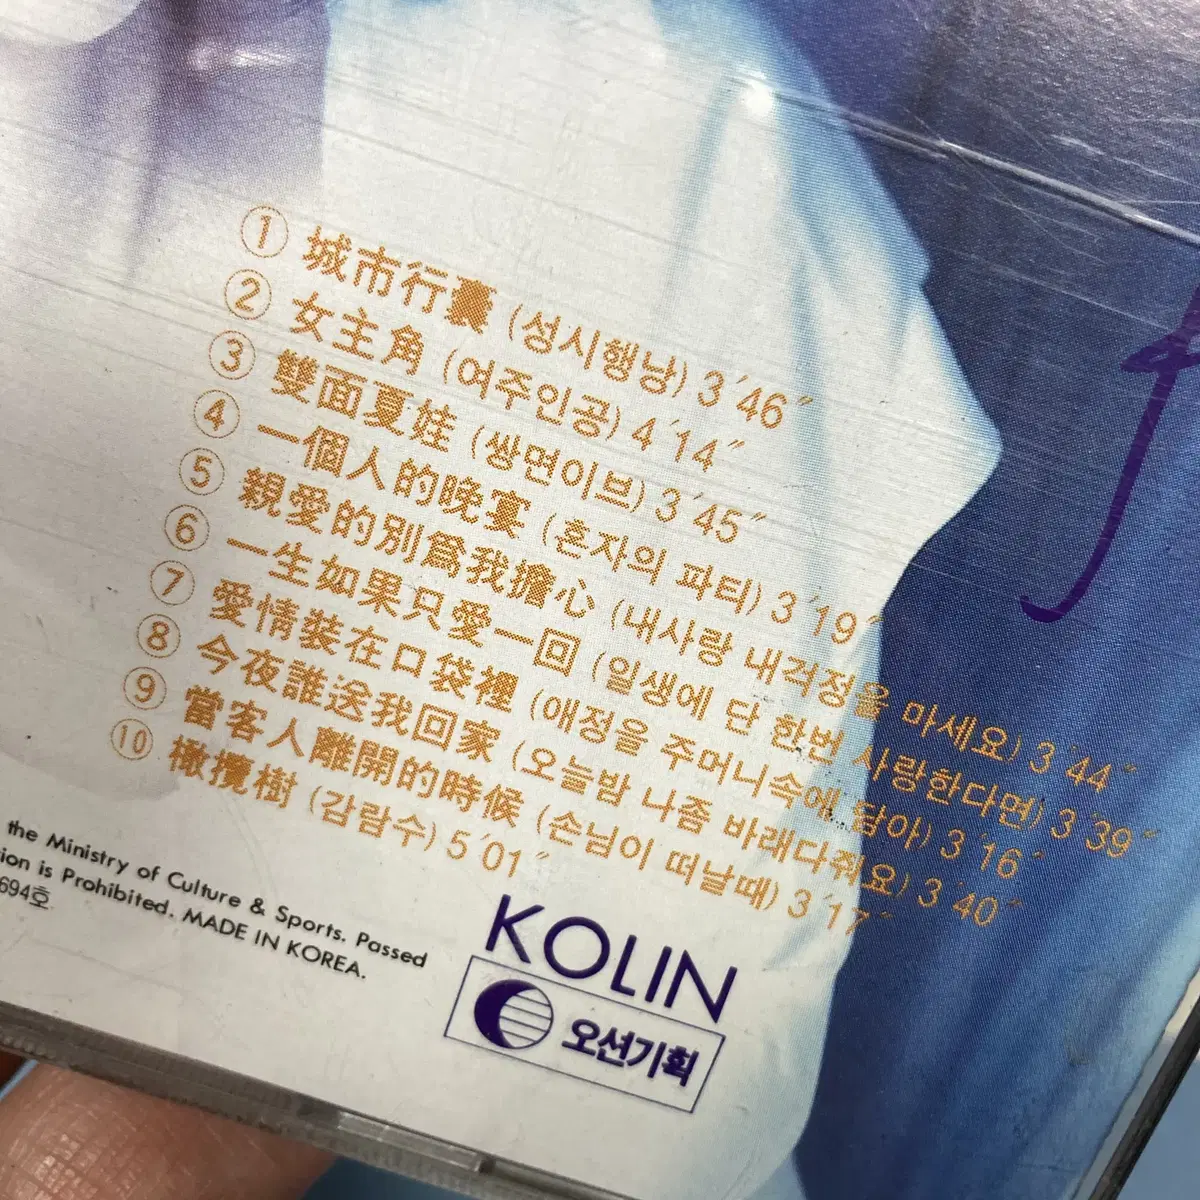 ① 城市行囊 (성시행낭) 3´46˝
② 女主角 (여주인공) 4´14˝
③ 雙面夏娃 (쌍면이브) 3´45˝
④ 一個人的晚宴 (혼자의 파티) 3´19˝
⑤ 親愛的別爲我擔心 (내사랑 내걱정을 마세요) 3´44˝
⑥ 一生如果只愛一回 (일생에 단 한번 사랑한다면) 3´39˝
⑦ 愛情裝在口袋裡 (애정을 주머니속에 담아) 3´16˝
⑧ 今夜誰送我回家 (오늘밤 나좀 바래다줘요) 3´40˝
⑨ 當客人離開的時候 (손님이 떠날때) 3´17˝
⑩ 橄欖樹 (감람수) 5´01˝
the Ministry of Culture & Sports. Passed
is Prohibited. MADE IN KOREA.
694호.
KOLIN
오션기획